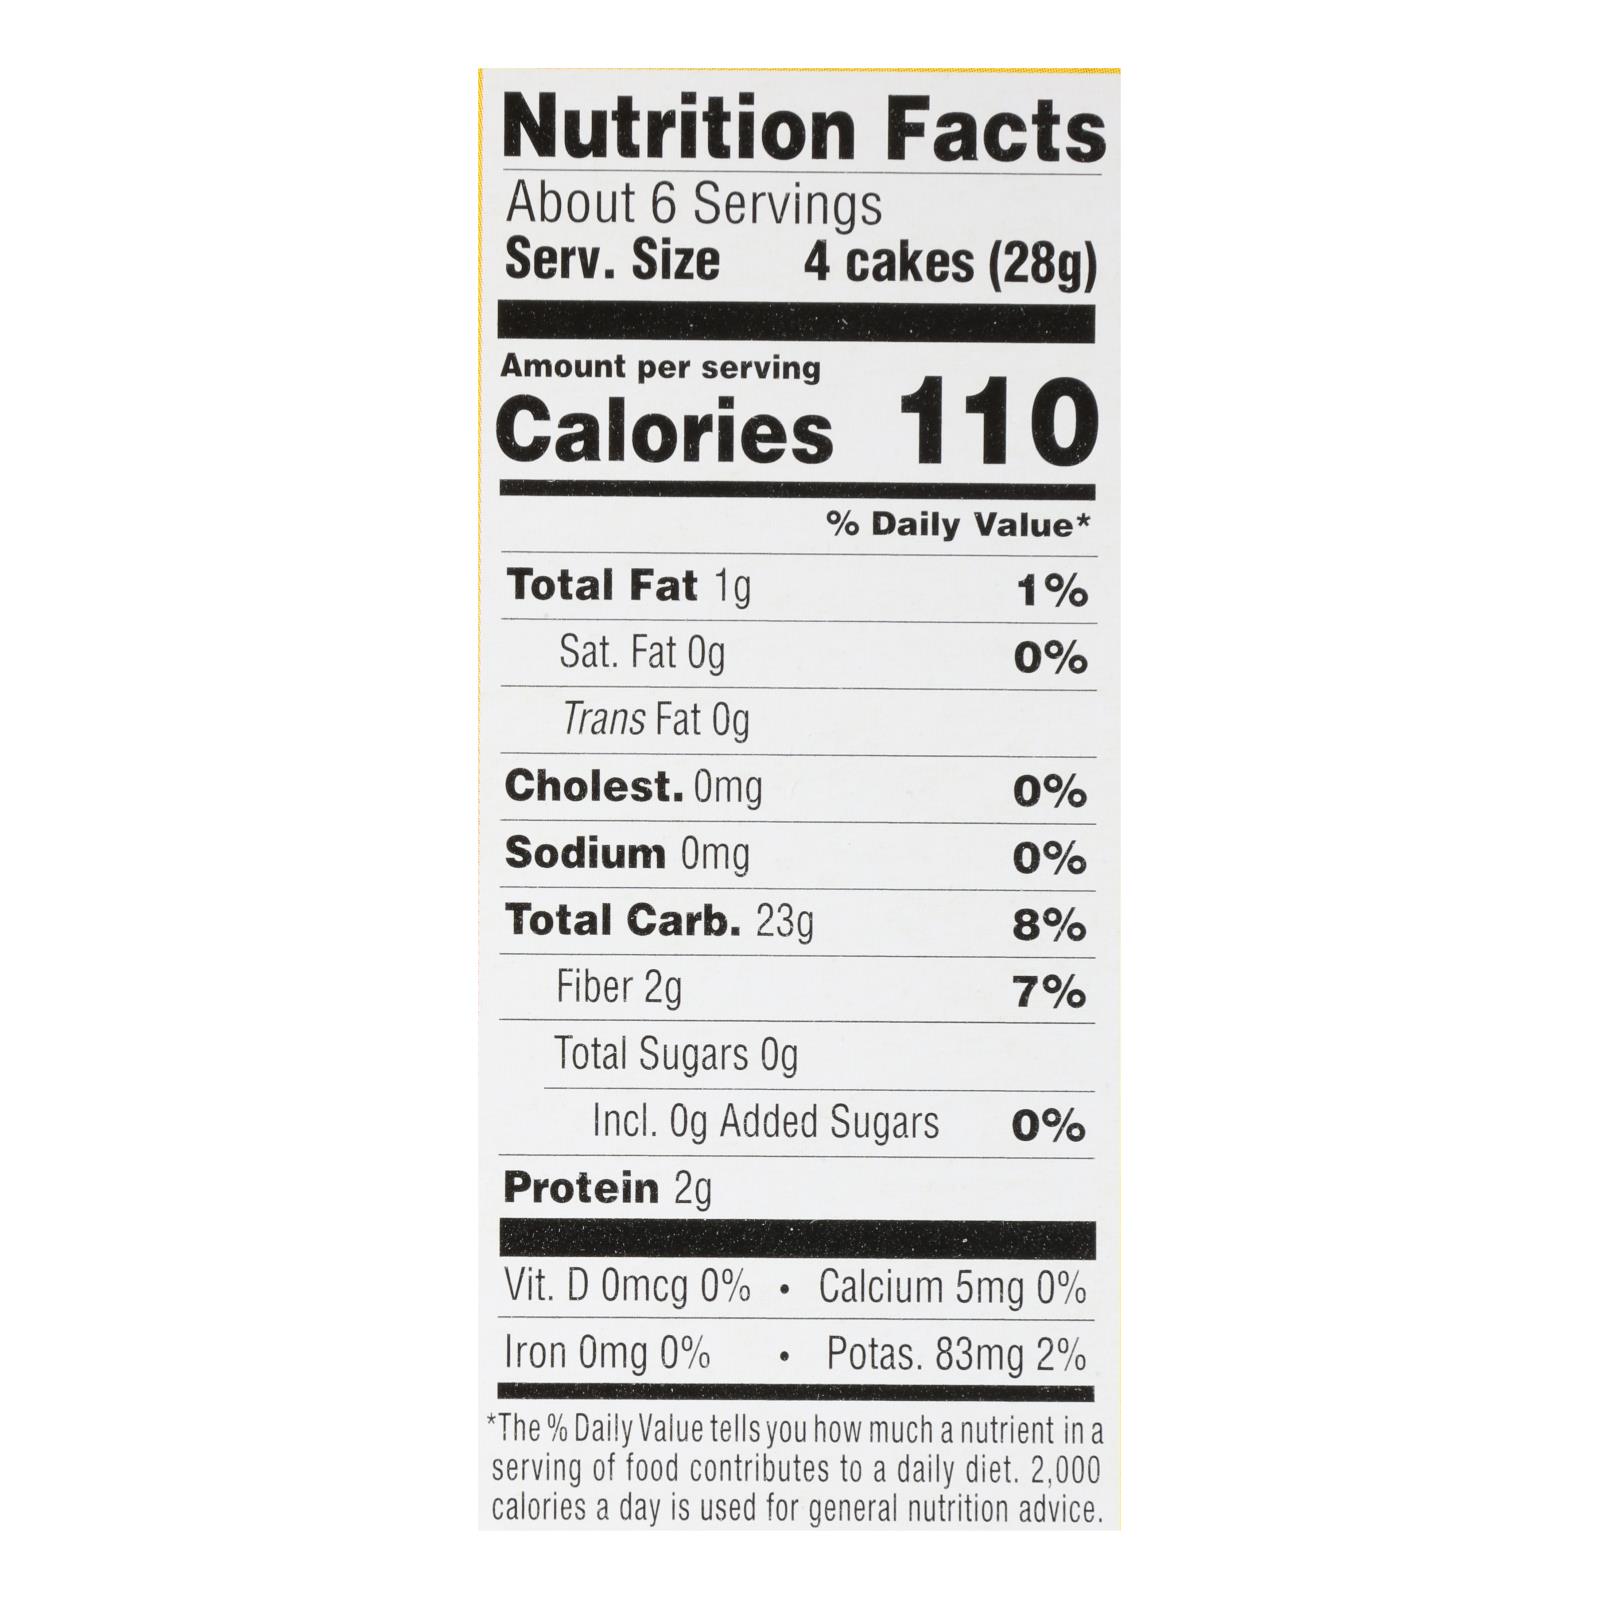 Nutrition Facts
About 6 Servings
Serv. Size 4 cakes (28g)
Amount per serving
Calories 110
% Daily Value*
Total Fat 1g 1%
Sat. Fat 0g 0%
Trans Fat 0g
Cholest. 0mg 0%
Sodium 0mg 0%
Total Carb. 23g 8%
Fiber 2g 7%
Total Sugars 0g
Incl. 0g Added Sugars 0%
Protein 2g
Vit. D 0mcg 0% • Calcium 5mg 0%
Iron 0mg 0% • Potas. 83mg 2%
*The % Daily Value tells you how much a nutrient in a
serving of food contributes to a daily diet. 2,000
calories a day is used for general nutrition advice.